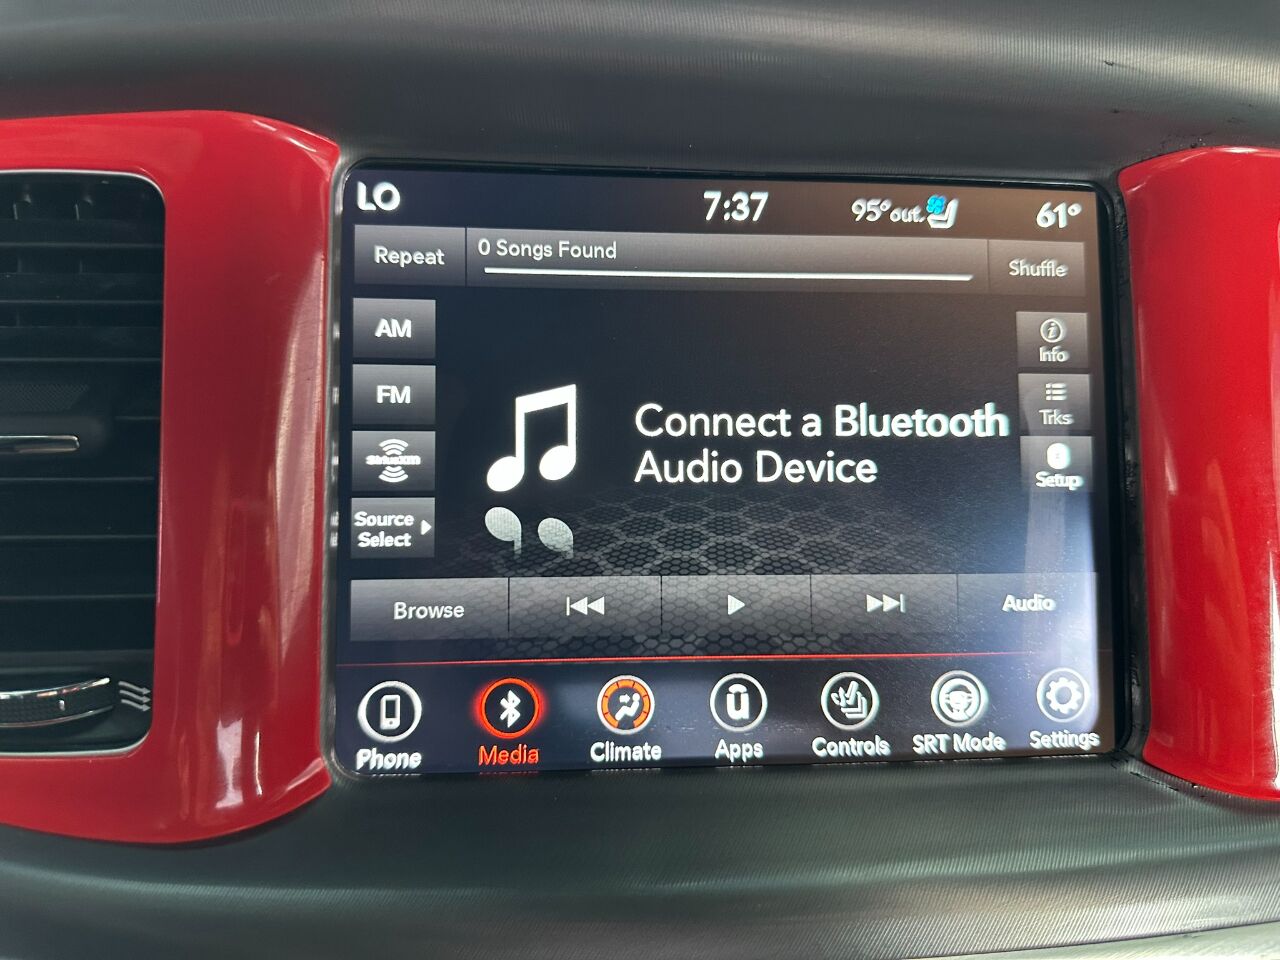 LO
7:37
95° out.
61°
Repeat
0 Songs Found
Shuffle
AM
FM
SiriusXM
Source
Select
Connect a Bluetooth
Audio Device
Info
Trks
Setup
Browse
Audio
Phone
Media
Climate
Apps
Controls
SRT Mode
Settings